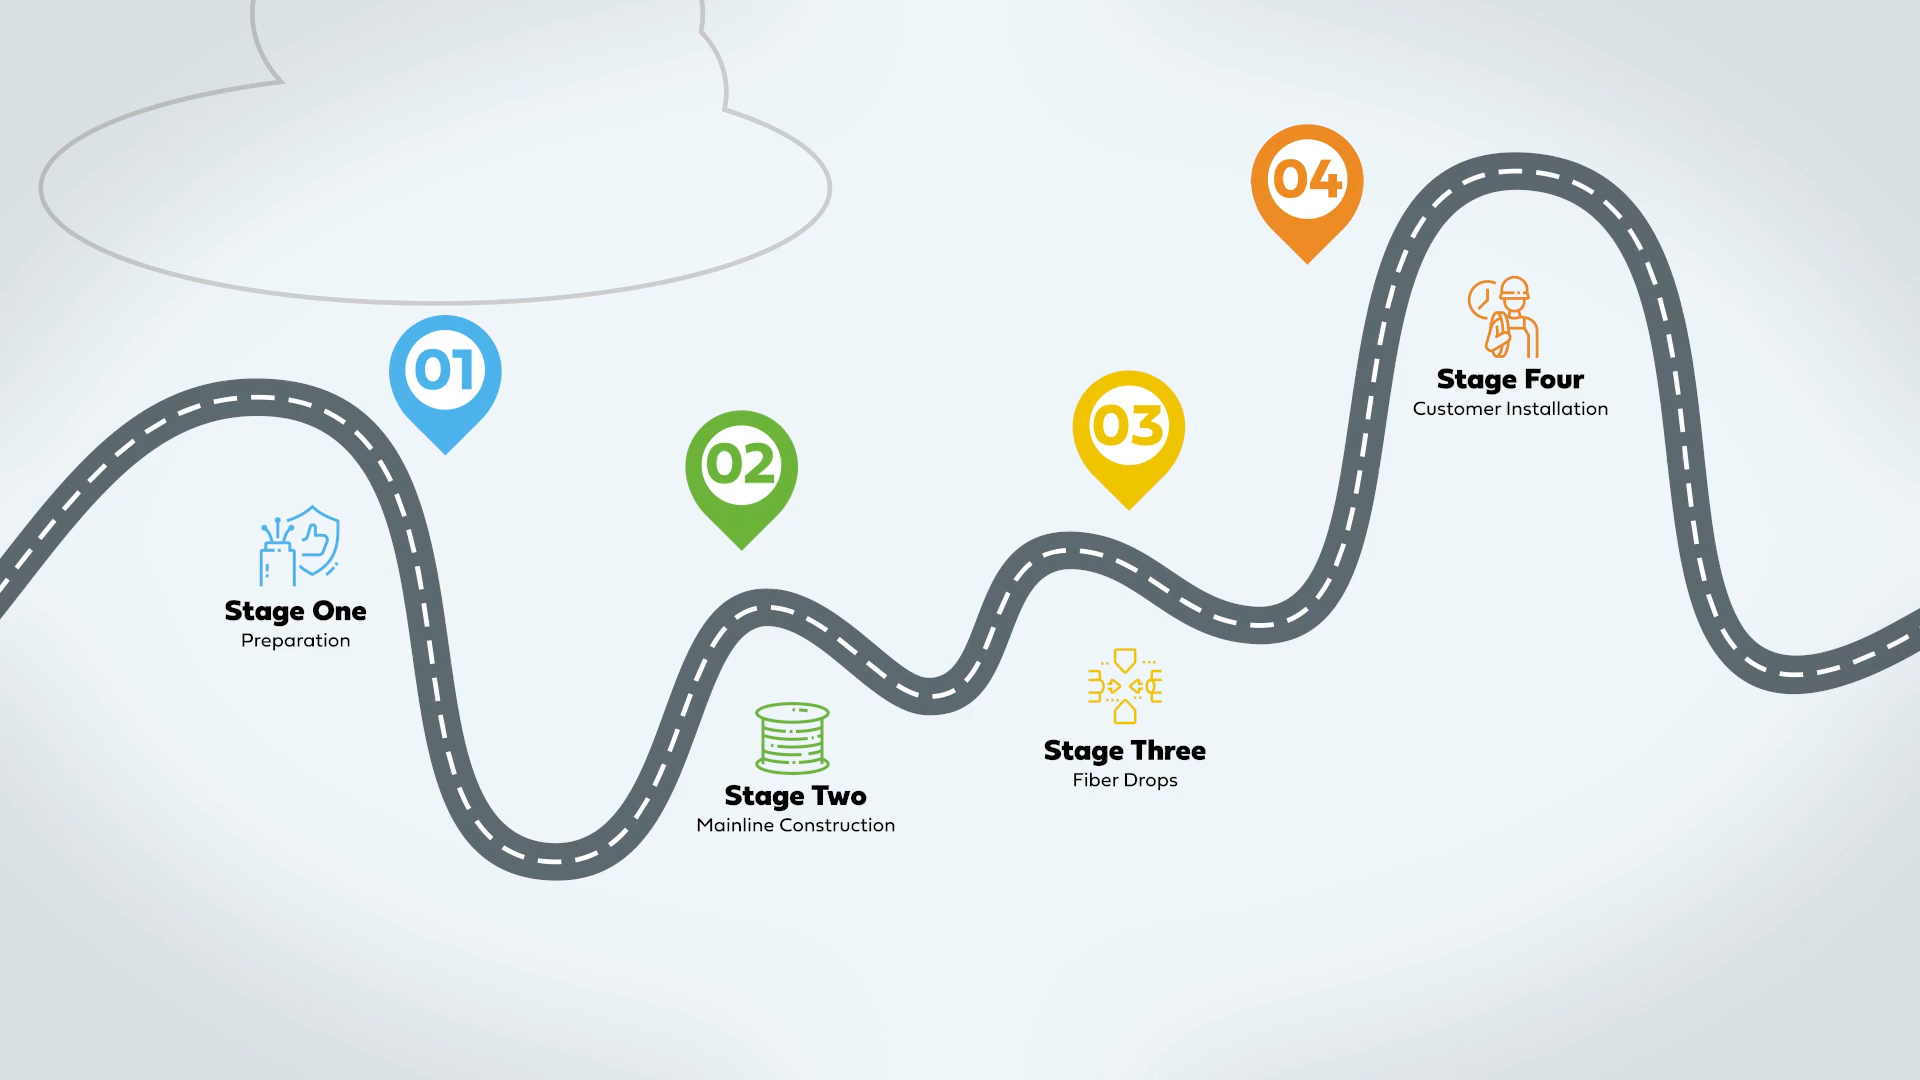 01
Stage One
Preparation
02
Stage Two
Mainline Construction
03
Stage Three
Fiber Drops
04
Stage Four
Customer Installation